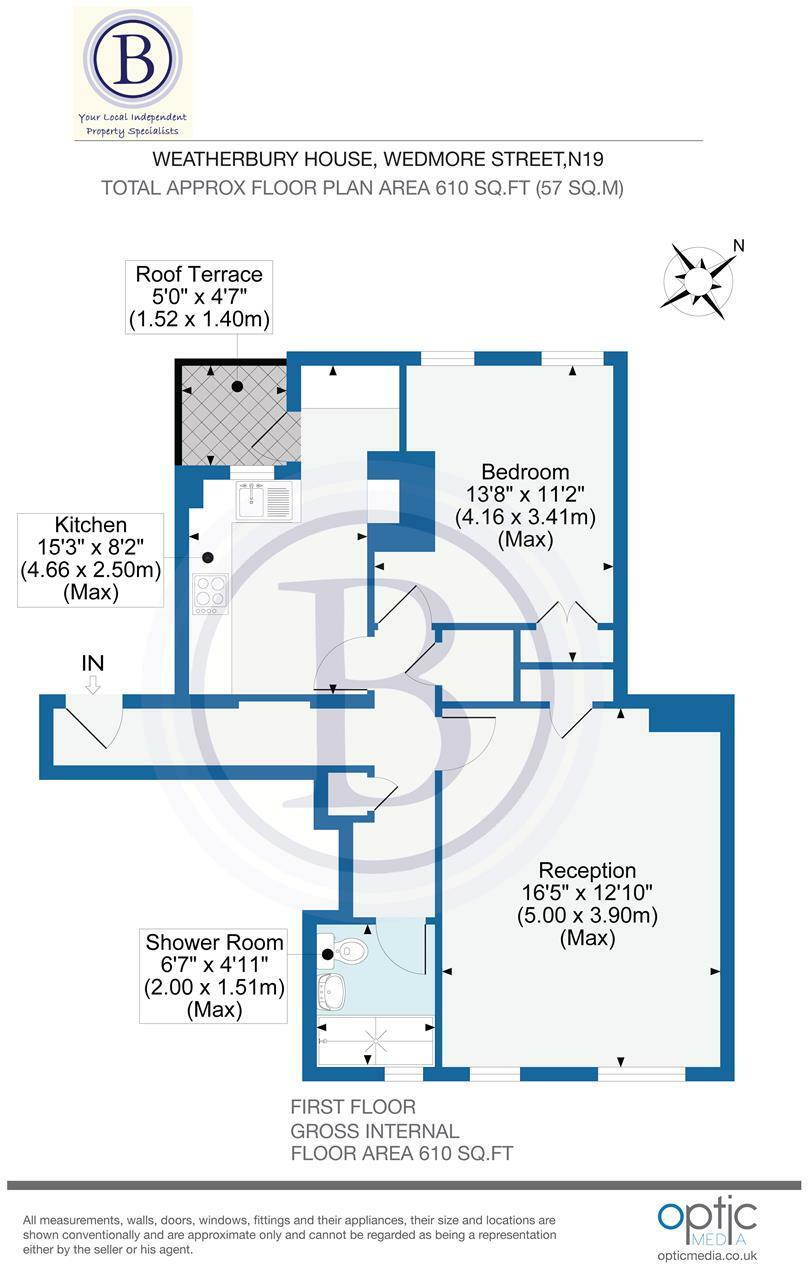 B
Your Local Independent
Property Specialists
WEATHERBURY HOUSE, WEDMORE STREET,N19
TOTAL APPROX FLOOR PLAN AREA 610 SQ.FT (57 SQ.M)
N
Roof Terrace
5'0" x 4'7"
(1.52 x 1.40m)
Bedroom
13'8" x 11'2"
(4.16 x 3.41m)
(Max)
Kitchen
15'3" x 8'2"
(4.66 x 2.50m)
(Max)
IN
B
Reception
16'5" x 12'10"
(5.00 x 3.90m)
(Max)
Shower Room
6'7" x 4'11"
(2.00 x 1.51m)
(Max)
FIRST FLOOR
GROSS INTERNAL
FLOOR AREA 610 SQ.FT
All measurements, walls, doors, windows, fittings and their appliances, their size and locations are
shown conventionally and are approximate only and cannot be regarded as being a representation
either by the seller or his agent.
optic
MEDIA
opticmedia.co.uk